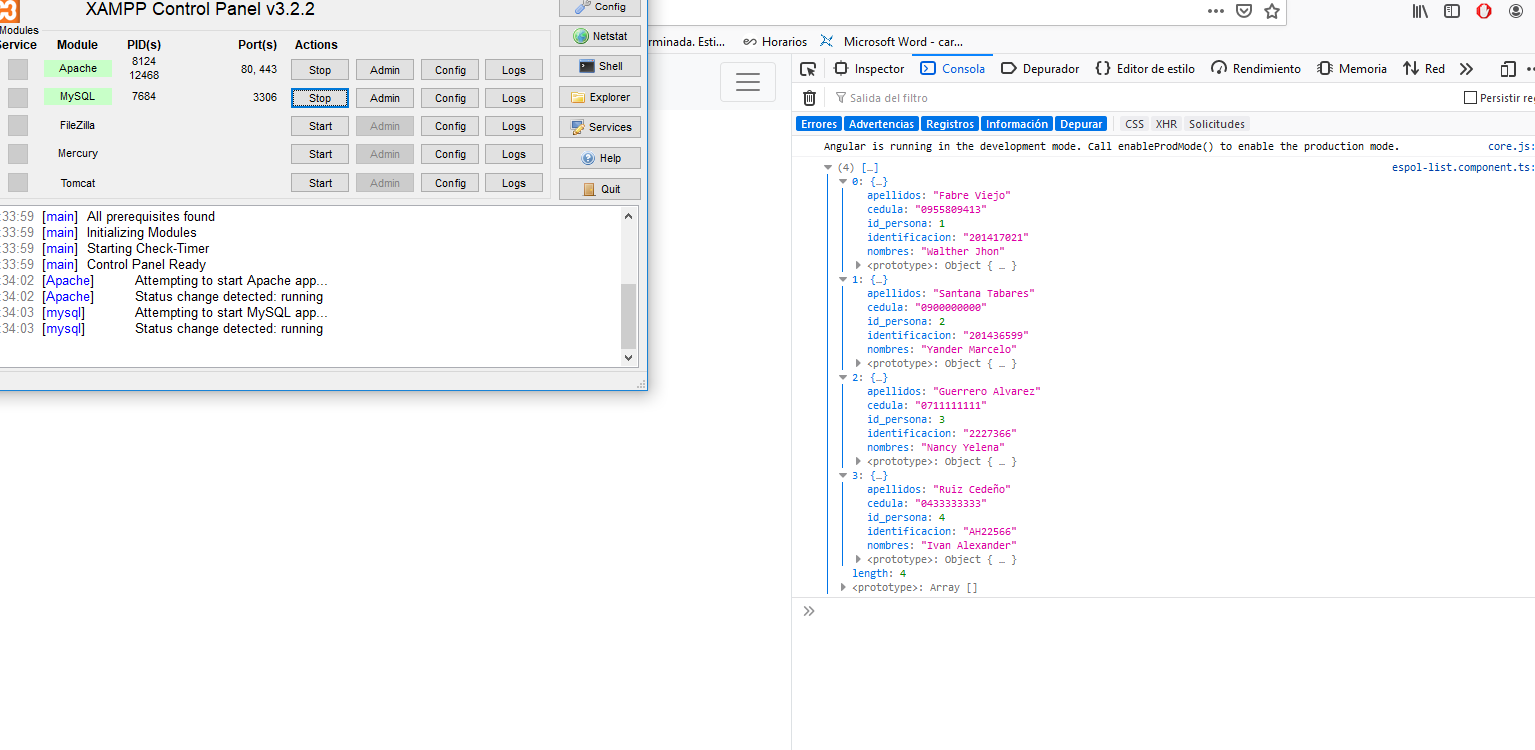 XAMPP Control Panel v3.2.2
Config
Modules
Service Module PID(s) Port(s) Actions
Netstat
Apache 8124 12468 80, 443 Stop Admin Config Logs
Shell
MySQL 7684 3306 Stop Admin Config Logs
Explorer
FileZilla Start Admin Config Logs
Services
Mercury Start Admin Config Logs
Help
Tomcat Start Admin Config Logs
Quit
:33:59 [main] All prerequisites found
:33:59 [main] Initializing Modules
:33:59 [main] Starting Check-Timer
:33:59 [main] Control Panel Ready
:34:02 [Apache] Attempting to start Apache app...
:34:02 [Apache] Status change detected: running
:34:03 [mysql] Attempting to start MySQL app...
:34:03 [mysql] Status change detected: running
rminada. Esti... Horarios Microsoft Word - car...
Inspector Consola Depurador Editor de estilo Rendimiento Memoria Red
Salida del filtro Persistir reg
Errores Advertencias Registros Información Depurar CSS XHR Solicitudes
Angular is running in the development mode. Call enableProdMode() to enable the production mode. core.js:
(4) […] espol-list.component.ts:
0: {…}
apellidos: "Fabre Viejo"
cedula: "0955809413"
id_persona: 1
identificacion: "201417021"
nombres: "Walther Jhon"
<prototype>: Object { … }
1: {…}
apellidos: "Santana Tabares"
cedula: "0900000000"
id_persona: 2
identificacion: "201436599"
nombres: "Yander Marcelo"
<prototype>: Object { … }
2: {…}
apellidos: "Guerrero Alvarez"
cedula: "0711111111"
id_persona: 3
identificacion: "2227366"
nombres: "Nancy Yelena"
<prototype>: Object { … }
3: {…}
apellidos: "Ruiz Cedeño"
cedula: "0433333333"
id_persona: 4
identificacion: "AH22566"
nombres: "Ivan Alexander"
<prototype>: Object { … }
length: 4
<prototype>: Array []